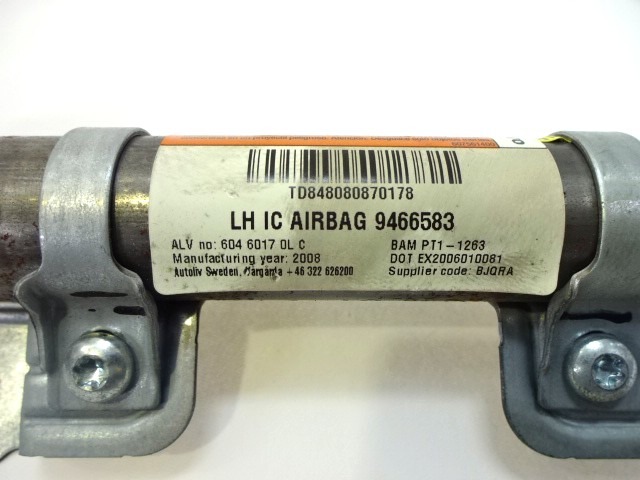 TD848080870178
LH IC AIRBAG 9466583
ALV no: 604 6017 0L C
BAM PT1-1263
Manufacturing year: 2008
DOT EX2006010081
Autoliv Sweden, Vårgårda +46 322 626200
Supplier code: BJQRA